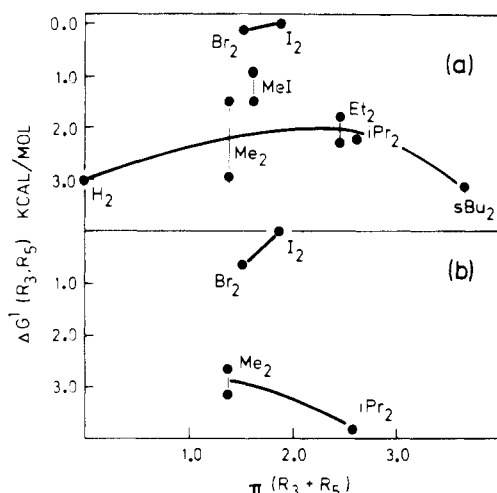 0.0
Br2
I2
(a)
1.0
MeI
Et2
2.0
iPr2
Me2
3.0
H2
sBu2
ΔG¹ (R3,R5) KCAL/MOL
I2
(b)
1.0
Br2
Me2
3.0
iPr2
0.0
1.0
2.0
3.0
π (R3 + R5)